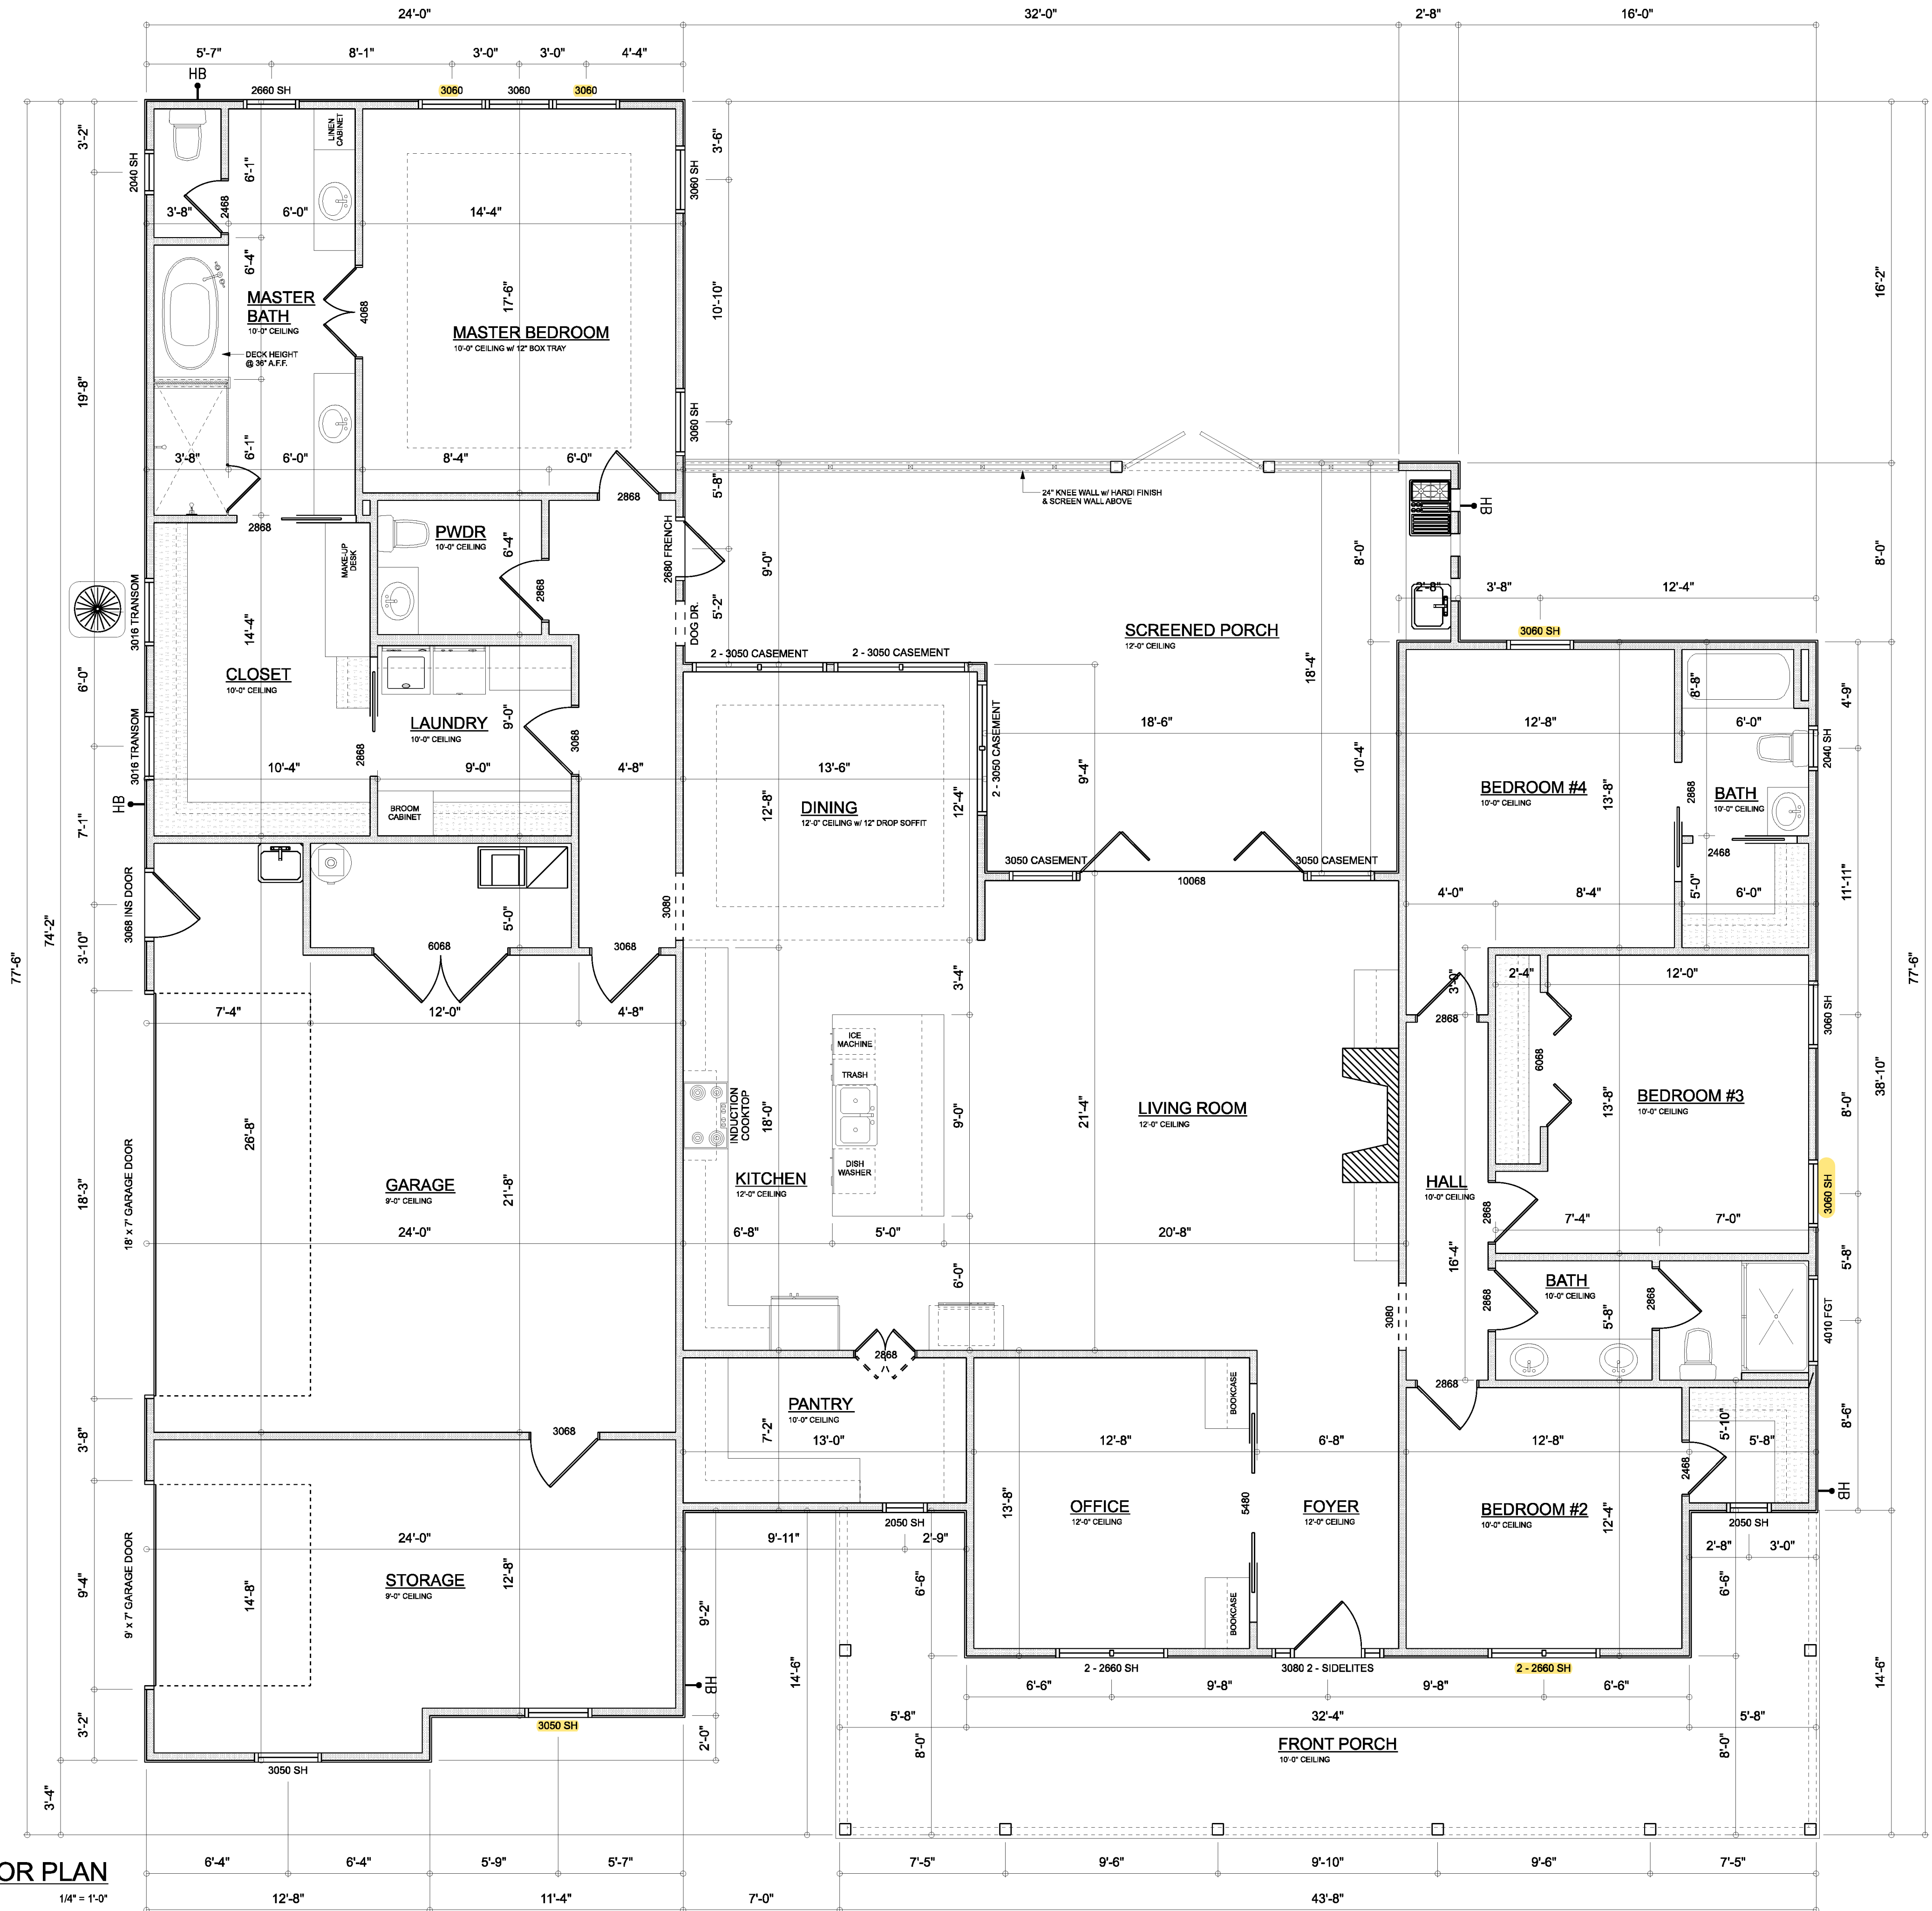 24'-0"
32'-0"
2'-8"
16'-0"
5'-7"
8'-1"
3'-0"
3'-0"
4'-4"
HB
2660 SH
3060
3060
3060
3'-2"
2040 SH
LINEN
CABINET
6'-1"
2468
3'-8"
6'-0"
14'-4"
3'-6"
3060 SH
6'-4"
MASTER
BATH
10'-0" CEILING
DECK HEIGHT
@ 36" A.F.F.
4068
17'-6"
MASTER BEDROOM
10'-0" CEILING w/ 12" BOX TRAY
10'-10"
16'-2"
19'-8"
3060 SH
3'-8"
6'-1"
6'-0"
8'-4"
6'-0"
5'-8"
2868
2868
24" KNEE WALL w/ HARDI FINISH
& SCREEN WALL ABOVE
HB
PWDR
10'-0" CEILING
6'-4"
MAKE-UP
DESK
2868
2680 FRENCH
9'-0"
8'-0"
8'-0"
5'-2"
DOG DR.
2'-8"
3'-8"
12'-4"
3016 TRANSOM
14'-4"
SCREENED PORCH
12'-0" CEILING
3060 SH
CLOSET
10'-0" CEILING
2 - 3050 CASEMENT
2 - 3050 CASEMENT
18'-4"
6'-0"
8'-8"
4'-9"
LAUNDRY
10'-0" CEILING
9'-0"
3016 TRANSOM
2868
3068
2 - 3050 CASEMENT
18'-6"
12'-8"
6'-0"
2040 SH
10'-4"
9'-0"
4'-8"
13'-6"
9'-4"
10'-4"
HB
BROOM
CABINET
12'-8"
DINING
12'-0" CEILING w/ 12" DROP SOFFIT
12'-4"
BEDROOM #4
10'-0" CEILING
13'-8"
2868
BATH
10'-0" CEILING
7'-1"
3050 CASEMENT
10068
3050 CASEMENT
2468
3068 INS DOOR
5'-0"
3080
4'-0"
8'-4"
5'-0"
6'-0"
11'-11"
77'-6"
74'-2"
3'-10"
6068
3068
3'-4"
3'-0"
2'-4"
12'-0"
77'-6"
7'-4"
12'-0"
4'-8"
2868
3060 SH
ICE
MACHINE
TRASH
6068
INDUCTION
COOKTOP
18'-0"
9'-0"
21'-4"
LIVING ROOM
12'-0" CEILING
13'-8"
BEDROOM #3
10'-0" CEILING
8'-0"
38'-10"
26'-8"
18' x 7' GARAGE DOOR
18'-3"
GARAGE
9'-0" CEILING
21'-8"
KITCHEN
12'-0" CEILING
DISH
WASHER
HALL
10'-0" CEILING
3060 SH
2868
7'-4"
7'-0"
24'-0"
6'-8"
5'-0"
20'-8"
16'-4"
5'-8"
6'-0"
BATH
10'-0" CEILING
3080
2868
5'-8"
2868
4010 FGT
2868
PANTRY
10'-0" CEILING
BOOKCASE
2868
3'-8"
3068
7'-2"
13'-0"
12'-8"
6'-8"
12'-8"
5'-10"
5'-8"
8'-6"
2468
13'-8"
OFFICE
12'-0" CEILING
5480
FOYER
12'-0" CEILING
BEDROOM #2
10'-0" CEILING
12'-4"
HB
24'-0"
2050 SH
9'-11"
2'-9"
2050 SH
2'-8"
3'-0"
9' x 7' GARAGE DOOR
9'-4"
14'-8"
STORAGE
9'-0" CEILING
12'-8"
9'-2"
6'-6"
6'-6"
BOOKCASE
HB
14'-6"
2 - 2660 SH
3080 2 - SIDELITES
2 - 2660 SH
14'-6"
6'-6"
9'-8"
9'-8"
6'-6"
3'-2"
3050 SH
2'-0"
5'-8"
32'-4"
5'-8"
8'-0"
FRONT PORCH
10'-0" CEILING
8'-0"
3050 SH
3'-4"
6'-4"
6'-4"
5'-9"
5'-7"
7'-5"
9'-6"
9'-10"
9'-6"
7'-5"
OR PLAN
1/4" = 1'-0"
12'-8"
11'-4"
7'-0"
43'-8"